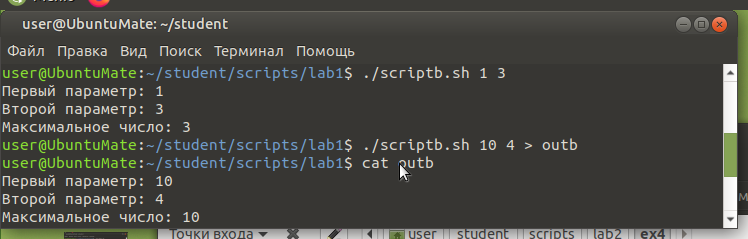 user@UbuntuMate: ~/student
Файл Правка Вид Поиск Терминал Помощь
user@UbuntuMate:~/student/scripts/lab1$ ./scriptb.sh 1 3
Первый параметр: 1
Второй параметр: 3
Максимальное число: 3
user@UbuntuMate:~/student/scripts/lab1$ ./scriptb.sh 10 4 > outb
user@UbuntuMate:~/student/scripts/lab1$ cat outb
Первый параметр: 10
Второй параметр: 4
Максимальное число: 10
Точки входа user student scripts lab2 ex4